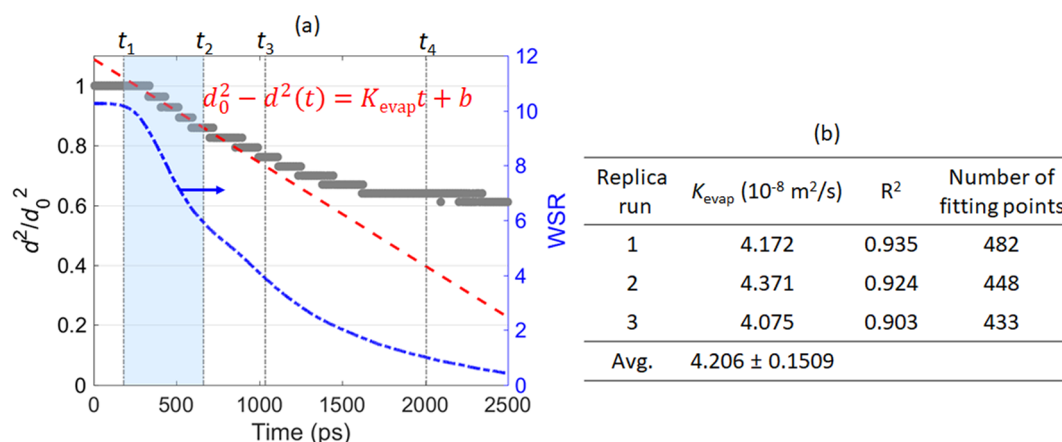 (a)
t₁ t₂ t₃ t₄
d₀² − d²(t) = K_evap t + b
1
0.8
0.6
0.4
0.2
0
d²/d₀²
12
10
8
6
4
2
0
WSR
0 500 1000 1500 2000 2500
Time (ps)
(b)
Replica run K_evap (10⁻⁸ m²/s) R² Number of fitting points
1 4.172 0.935 482
2 4.371 0.924 448
3 4.075 0.903 433
Avg. 4.206 ± 0.1509